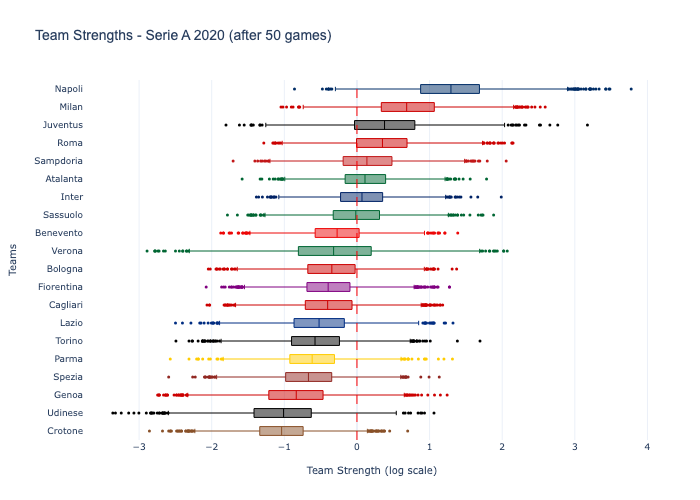 Team Strengths - Serie A 2020 (after 50 games)
Teams
Napoli
Milan
Juventus
Roma
Sampdoria
Atalanta
Inter
Sassuolo
Benevento
Verona
Bologna
Fiorentina
Cagliari
Lazio
Torino
Parma
Spezia
Genoa
Udinese
Crotone
−3 −2 −1 0 1 2 3 4
Team Strength (log scale)